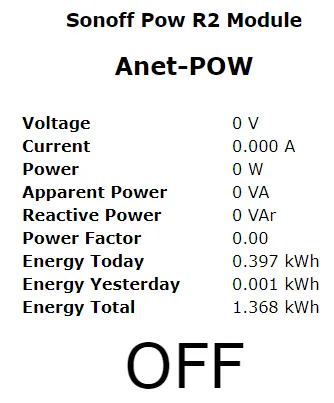 Sonoff Pow R2 Module
Anet-POW
Voltage 0 V
Current 0.000 A
Power 0 W
Apparent Power 0 VA
Reactive Power 0 VAr
Power Factor 0.00
Energy Today 0.397 kWh
Energy Yesterday 0.001 kWh
Energy Total 1.368 kWh
OFF